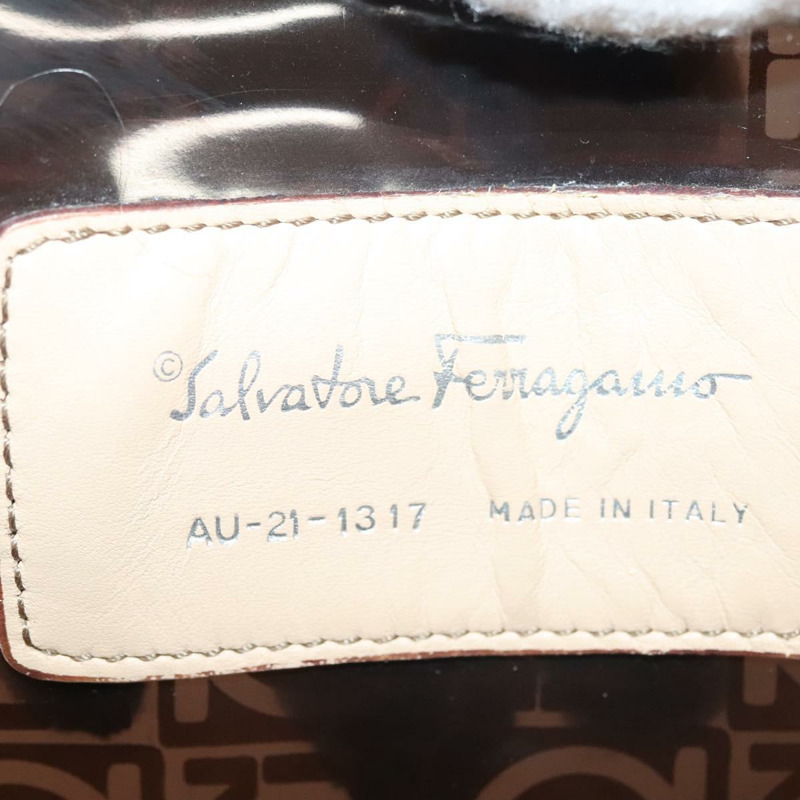 ©Salvatore Ferragamo
AU-21-1317 MADE IN ITALY